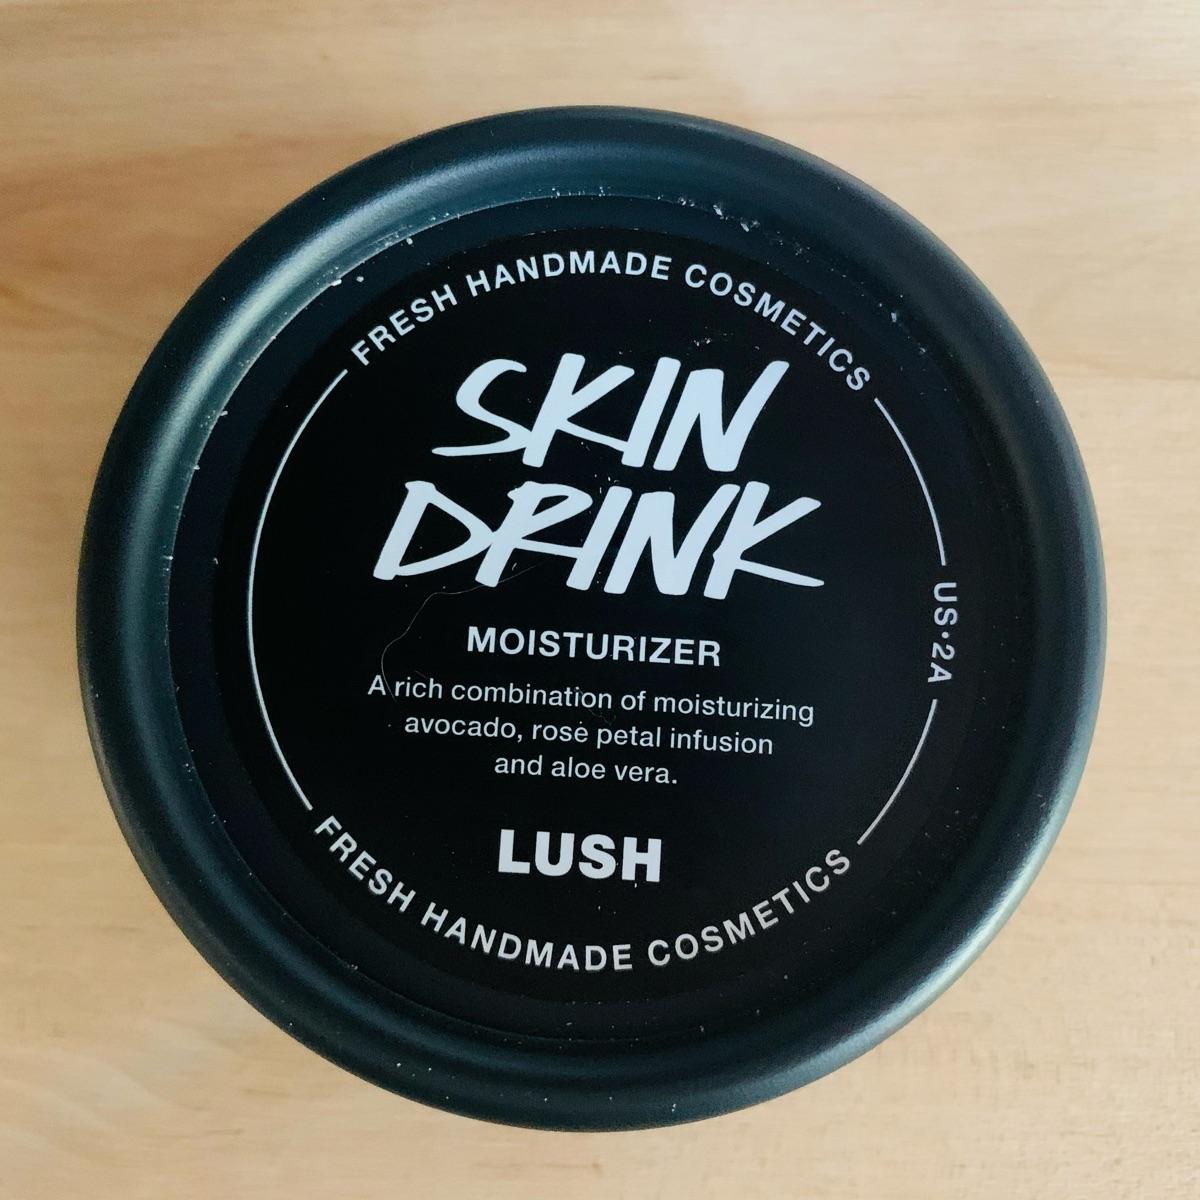 FRESH HANDMADE COSMETICS
SKIN
DRINK
US·2A
MOISTURIZER
A rich combination of moisturizing
avocado, rose petal infusion
and aloe vera.
LUSH
FRESH HANDMADE COSMETICS